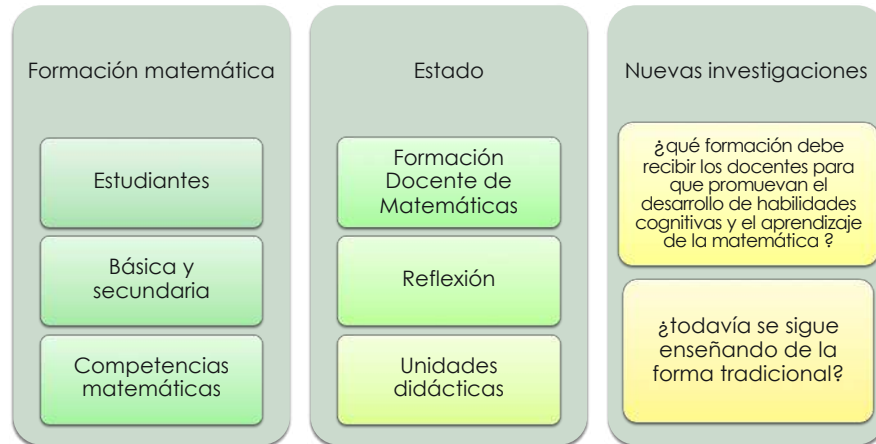 Formación matemática
Estudiantes
Básica y
secundaria
Competencias
matemáticas
Estado
Formación
Docente de
Matemáticas
Reflexión
Unidades
didácticas
Nuevas investigaciones
¿qué formación debe
recibir los docentes para
que promuevan el
desarrollo de habilidades
cognitivas y el aprendizaje
de la matemática ?
¿todavía se sigue
enseñando de la
forma tradicional?